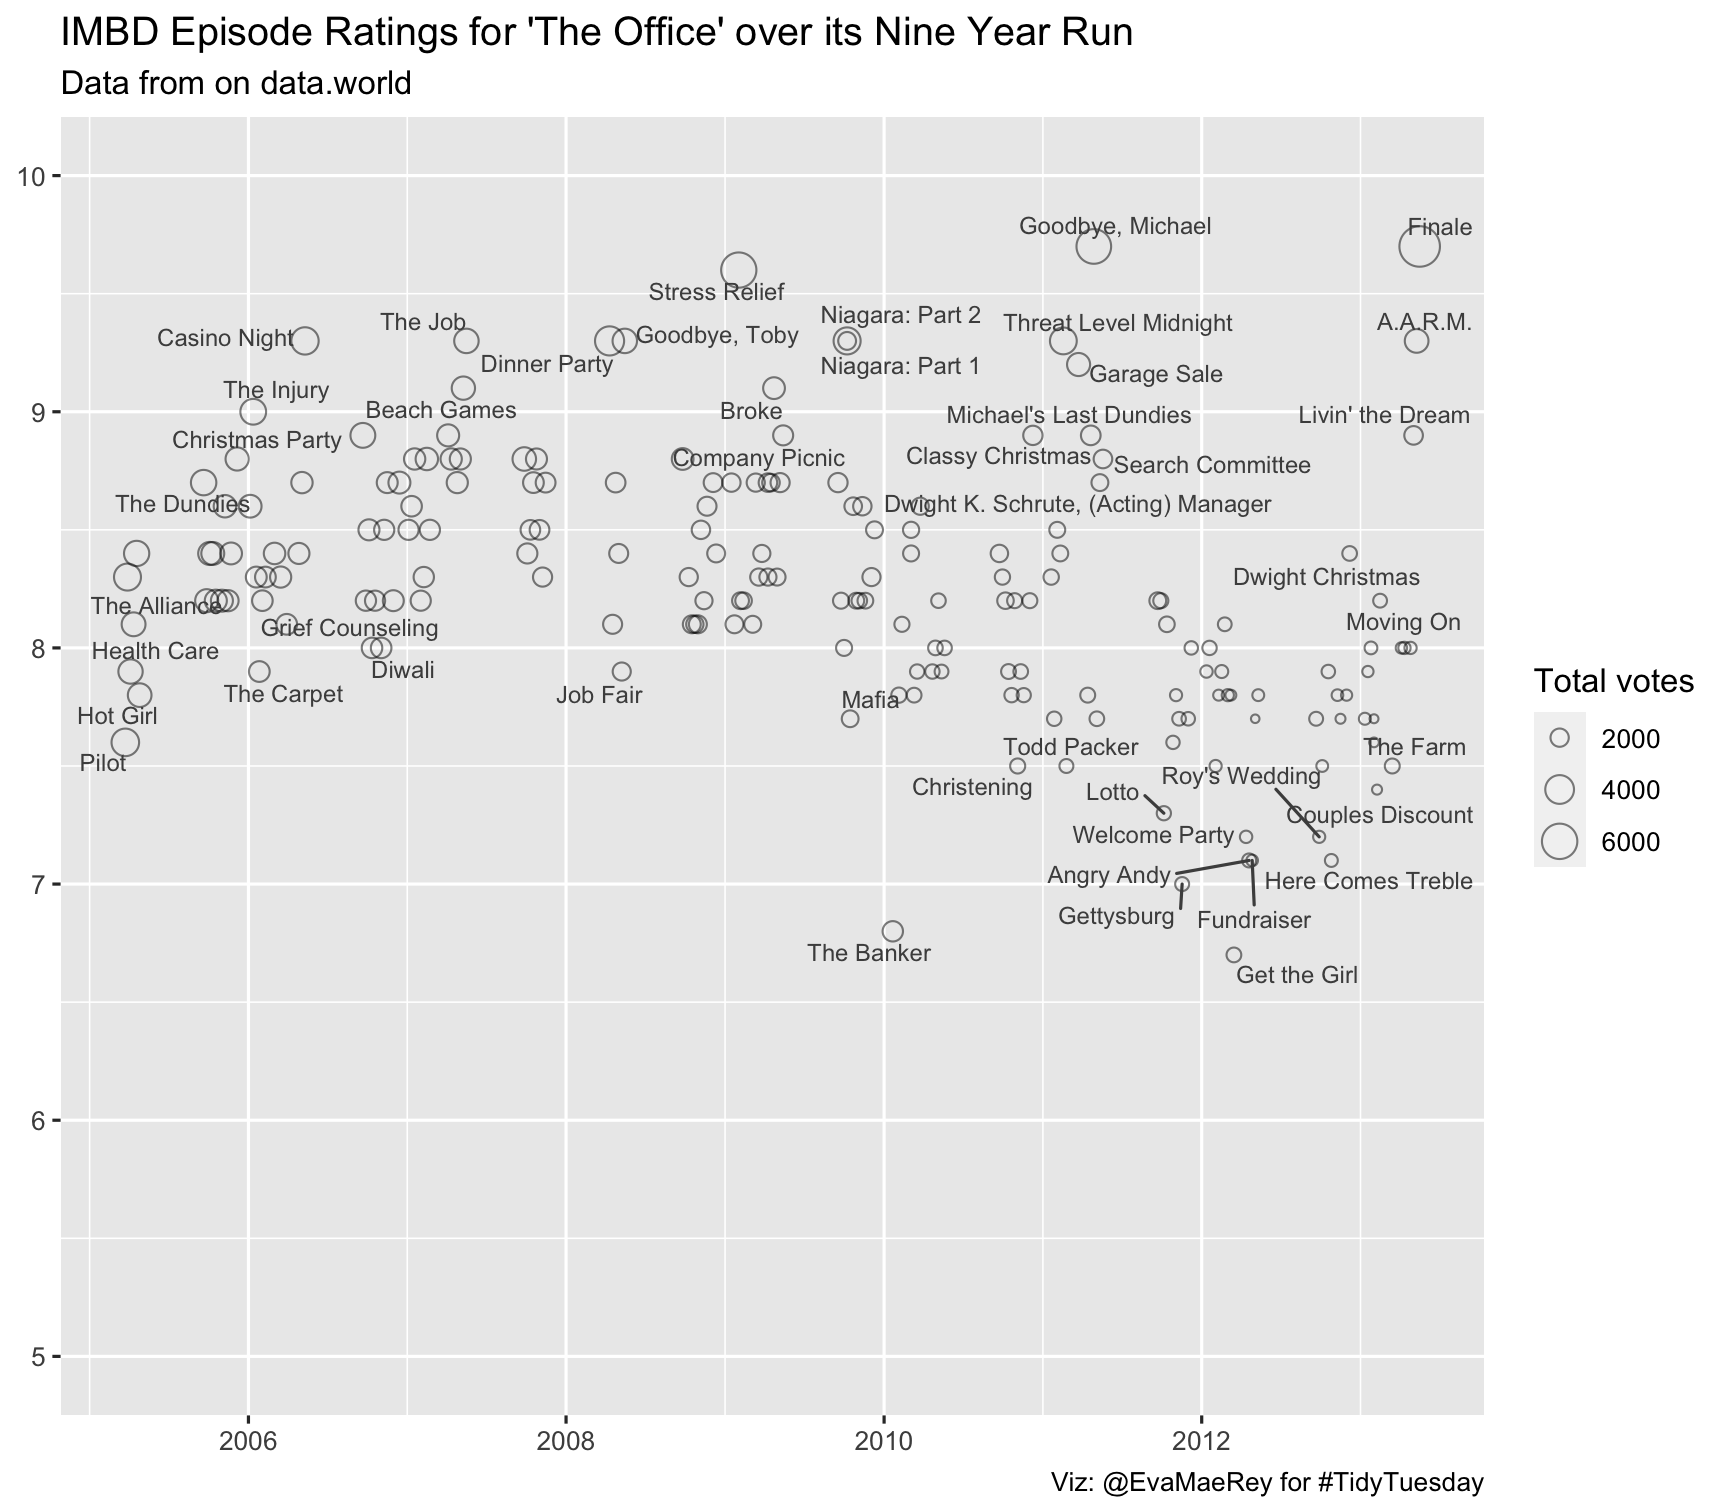 IMBD Episode Ratings for 'The Office' over its Nine Year Run
Data from on data.world
10
9
8
7
6
5
Goodbye, Michael
Finale
Stress Relief
Niagara: Part 2
The Job
Threat Level Midnight
A.A.R.M.
Casino Night
Goodbye, Toby
Dinner Party
Niagara: Part 1
Garage Sale
The Injury
Beach Games
Broke
Michael's Last Dundies
Livin' the Dream
Christmas Party
Company Picnic
Classy Christmas
Search Committee
The Dundies
Dwight K. Schrute, (Acting) Manager
Dwight Christmas
The Alliance
Moving On
Grief Counseling
Health Care
Diwali
The Carpet
Job Fair
Mafia
Hot Girl
Todd Packer
The Farm
Pilot
Roy's Wedding
Christening
Lotto
Couples Discount
Welcome Party
Angry Andy
Here Comes Treble
Gettysburg
Fundraiser
The Banker
Get the Girl
2006
2008
2010
2012
Total votes
2000
4000
6000
Viz: @EvaMaeRey for #TidyTuesday